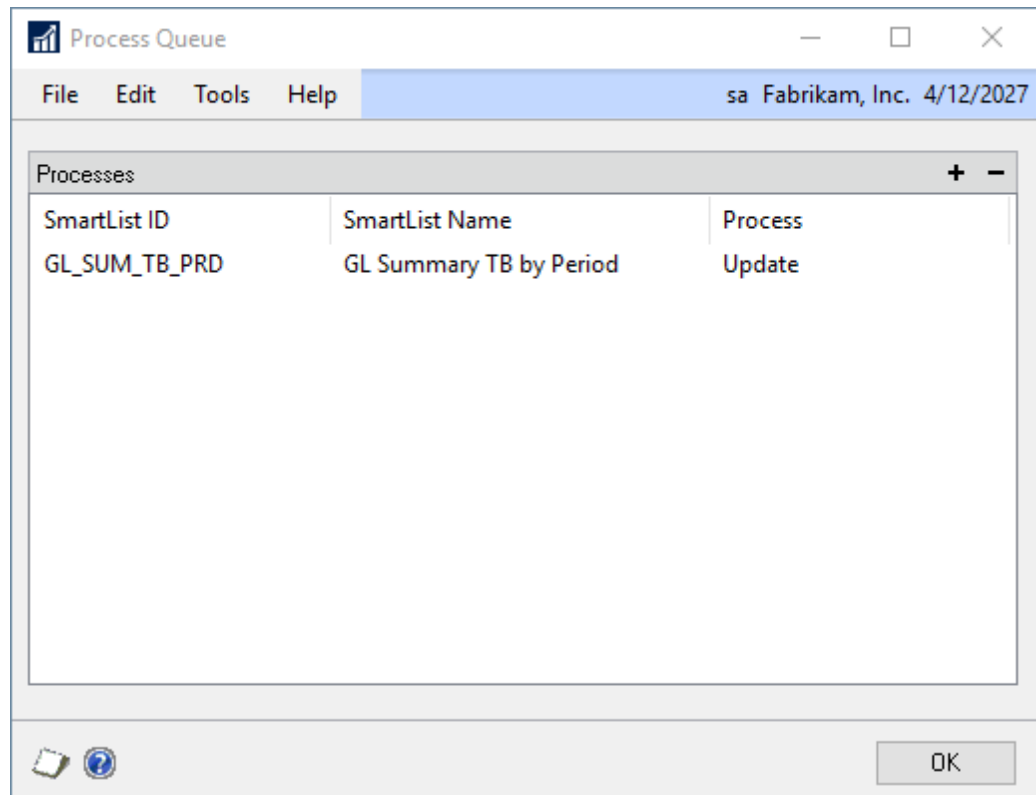 Process Queue
File Edit Tools Help sa Fabrikam, Inc. 4/12/2027
Processes + −
SmartList ID SmartList Name Process
GL_SUM_TB_PRD GL Summary TB by Period Update
OK